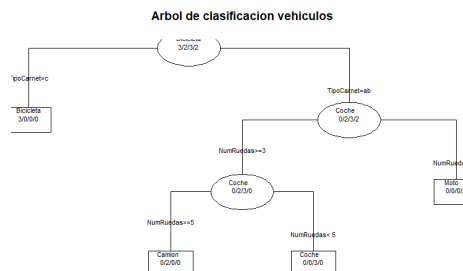 Arbol de clasificacion vehiculos
Bicicleta
3/2/3/2
TipoCarnet=c
TipoCarnet=ab
Bicicleta
3/0/0/0
Coche
0/2/3/2
NumRuedas>=3
NumRueda
Coche
0/2/3/0
Moto
0/0/0/
NumRuedas>=5
NumRuedas< 5
Camion
0/2/0/0
Coche
0/0/3/0